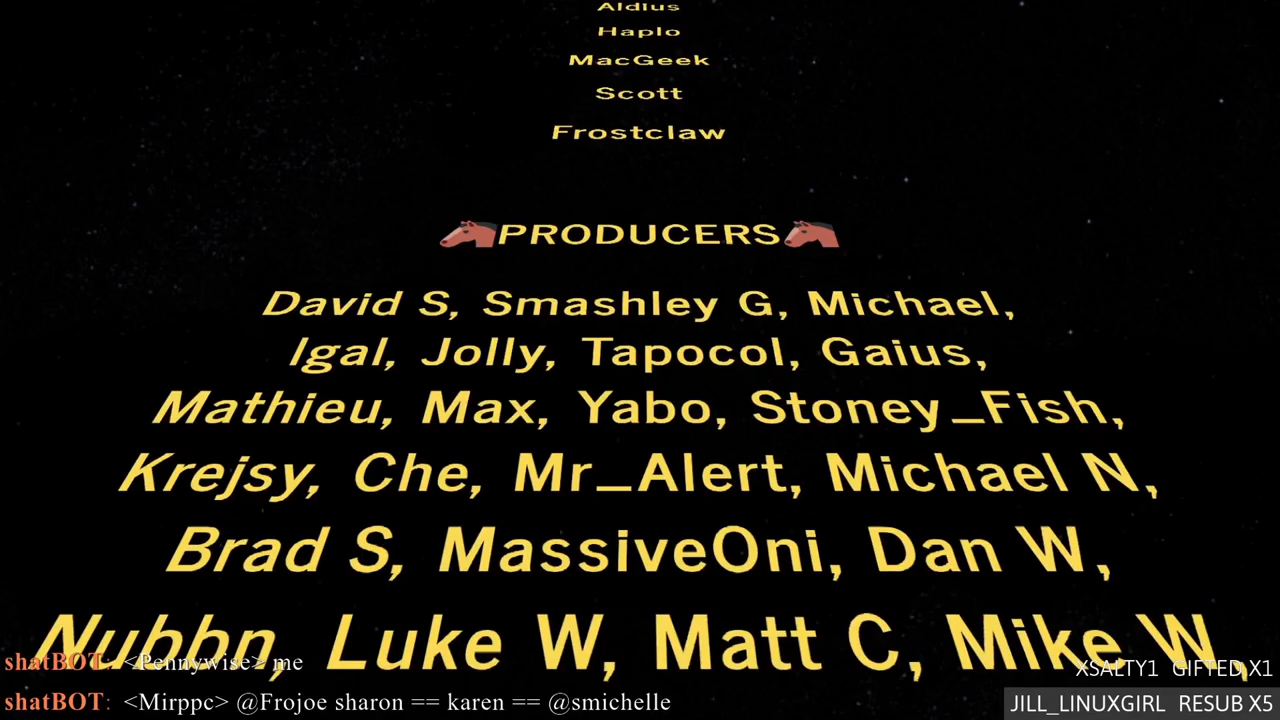 Aldius
Haplo
MacGeek
Scott
Frostclaw
PRODUCERS
David S, Smashley G, Michael,
Igal, Jolly, Tapocol, Gaius,
Mathieu, Max, Yabo, Stoney_Fish,
Krejsy, Che, Mr_Alert, Michael N,
Brad S, MassiveOni, Dan W,
Nubbn, Luke W, Matt C, Mike W,
shatBOT: <Pennywise> me
XSALTY1 GIFTED X1
shatBOT: <Mirppc> @Frojoe sharon == karen == @smichelle
JILL_LINUXGIRL RESUB X5